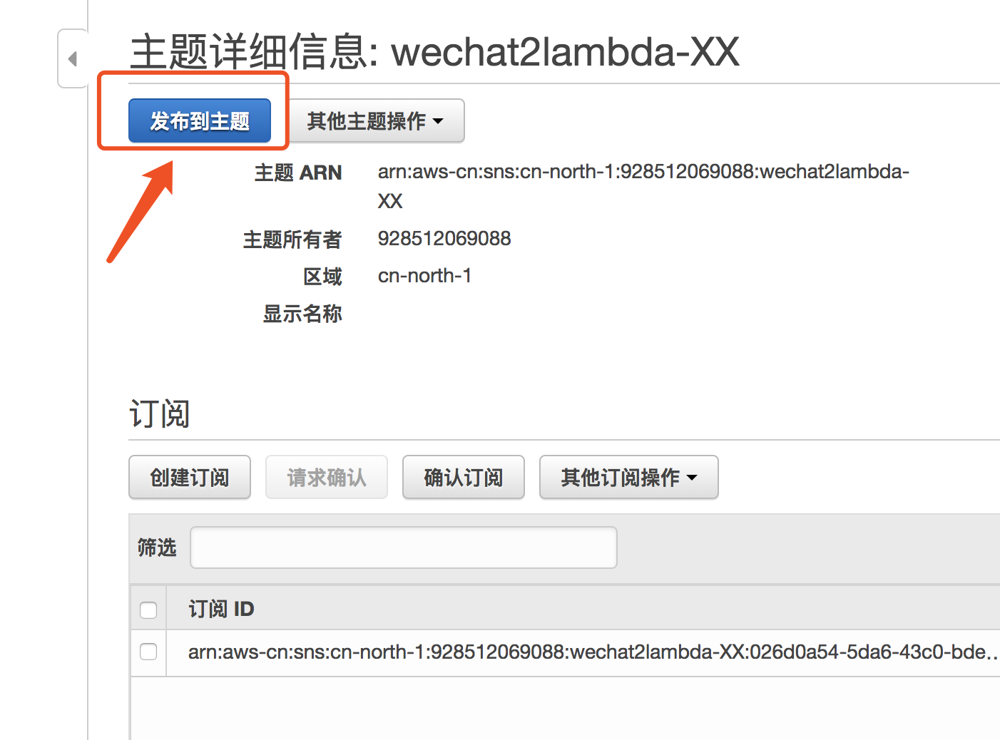 主题详细信息: wechat2lambda-XX
发布到主题
其他主题操作
主题 ARN
arn:aws-cn:sns:cn-north-1:928512069088:wechat2lambda-
XX
主题所有者
928512069088
区域
cn-north-1
显示名称
订阅
创建订阅
请求确认
确认订阅
其他订阅操作
筛选
订阅 ID
arn:aws-cn:sns:cn-north-1:928512069088:wechat2lambda-XX:026d0a54-5da6-43c0-bde...